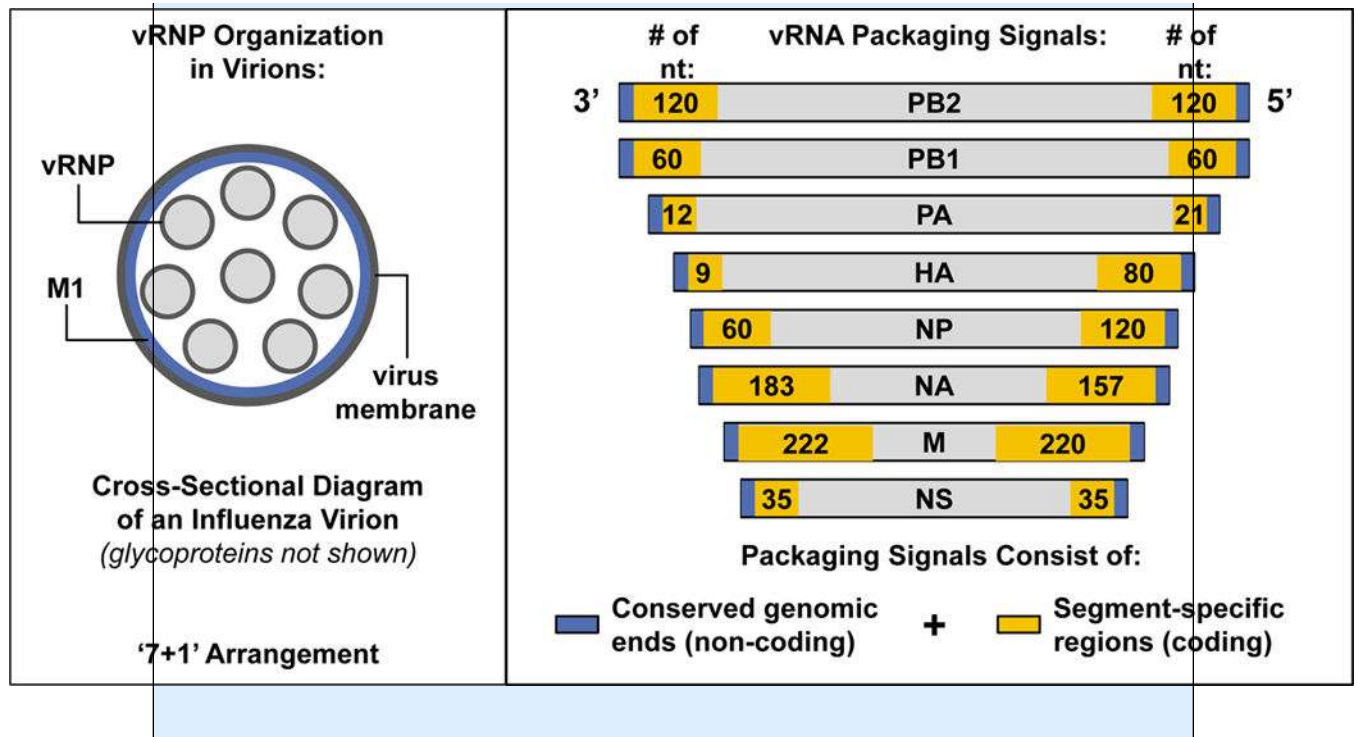 vRNP Organization
in Virions:
vRNP
M1
virus
membrane
Cross-Sectional Diagram
of an Influenza Virion
(glycoproteins not shown)
‘7+1’ Arrangement
# of
nt:
vRNA Packaging Signals:
# of
nt:
3’ 120 PB2 120 5’
60 PB1 60
12 PA 21
9 HA 80
60 NP 120
183 NA 157
222 M 220
35 NS 35
Packaging Signals Consist of:
Conserved genomic
ends (non-coding)
+
Segment-specific
regions (coding)